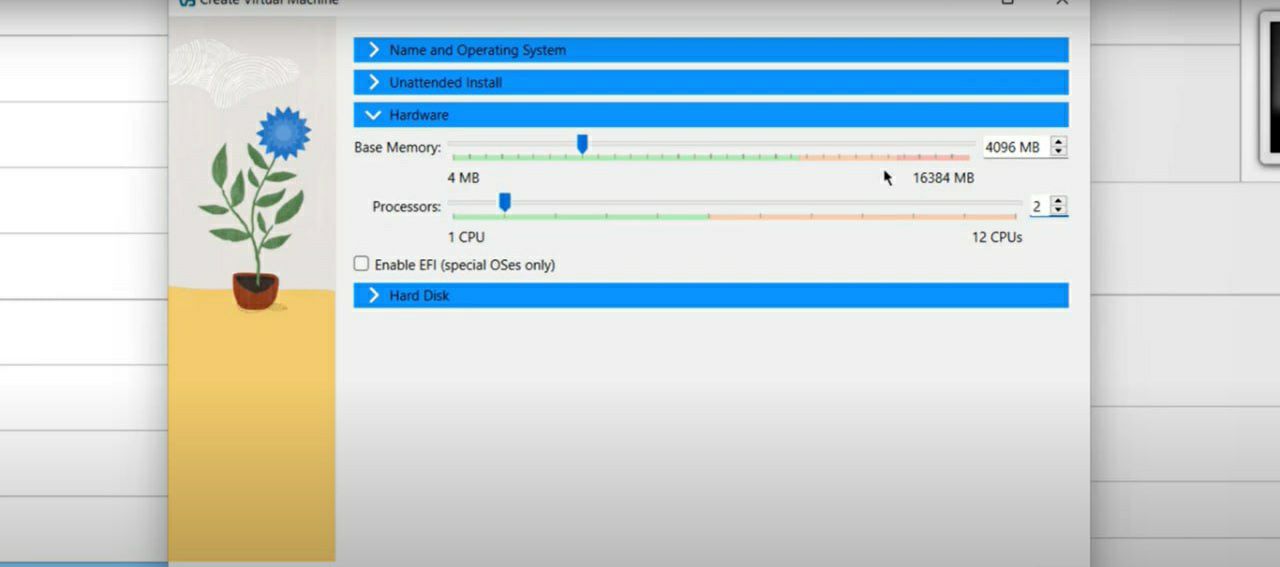 Create Virtual Machine
Name and Operating System
Unattended Install
Hardware
Base Memory: 4096 MB
4 MB 16384 MB
Processors: 2
1 CPU 12 CPUs
Enable EFI (special OSes only)
Hard Disk